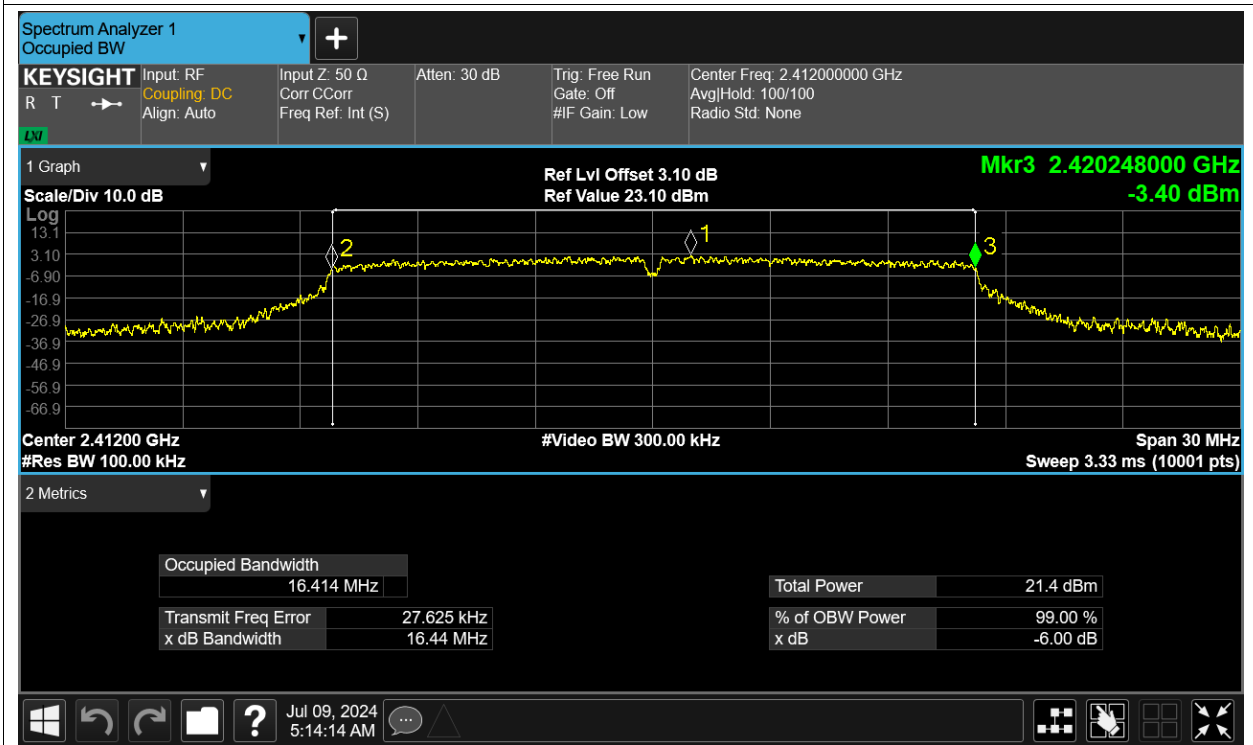 Spectrum Analyzer 1
Occupied BW
KEYSIGHT
R T
LXI
Input: RF
Coupling: DC
Align: Auto
Input Z: 50 Ω
Corr CCorr
Freq Ref: Int (S)
Atten: 30 dB
Trig: Free Run
Gate: Off
#IF Gain: Low
Center Freq: 2.412000000 GHz
Avg|Hold: 100/100
Radio Std: None
1 Graph
Scale/Div 10.0 dB
Ref Lvl Offset 3.10 dB
Ref Value 23.10 dBm
Mkr3 2.420248000 GHz
-3.40 dBm
Log
13.1
3.10
-6.90
-16.9
-26.9
-36.9
-46.9
-56.9
-66.9
2
1
3
Center 2.41200 GHz
#Video BW 300.00 kHz
Span 30 MHz
#Res BW 100.00 kHz
Sweep 3.33 ms (10001 pts)
2 Metrics
Occupied Bandwidth
16.414 MHz
Total Power 21.4 dBm
Transmit Freq Error 27.625 kHz
% of OBW Power 99.00 %
x dB Bandwidth 16.44 MHz
x dB -6.00 dB
?
Jul 09, 2024
5:14:14 AM